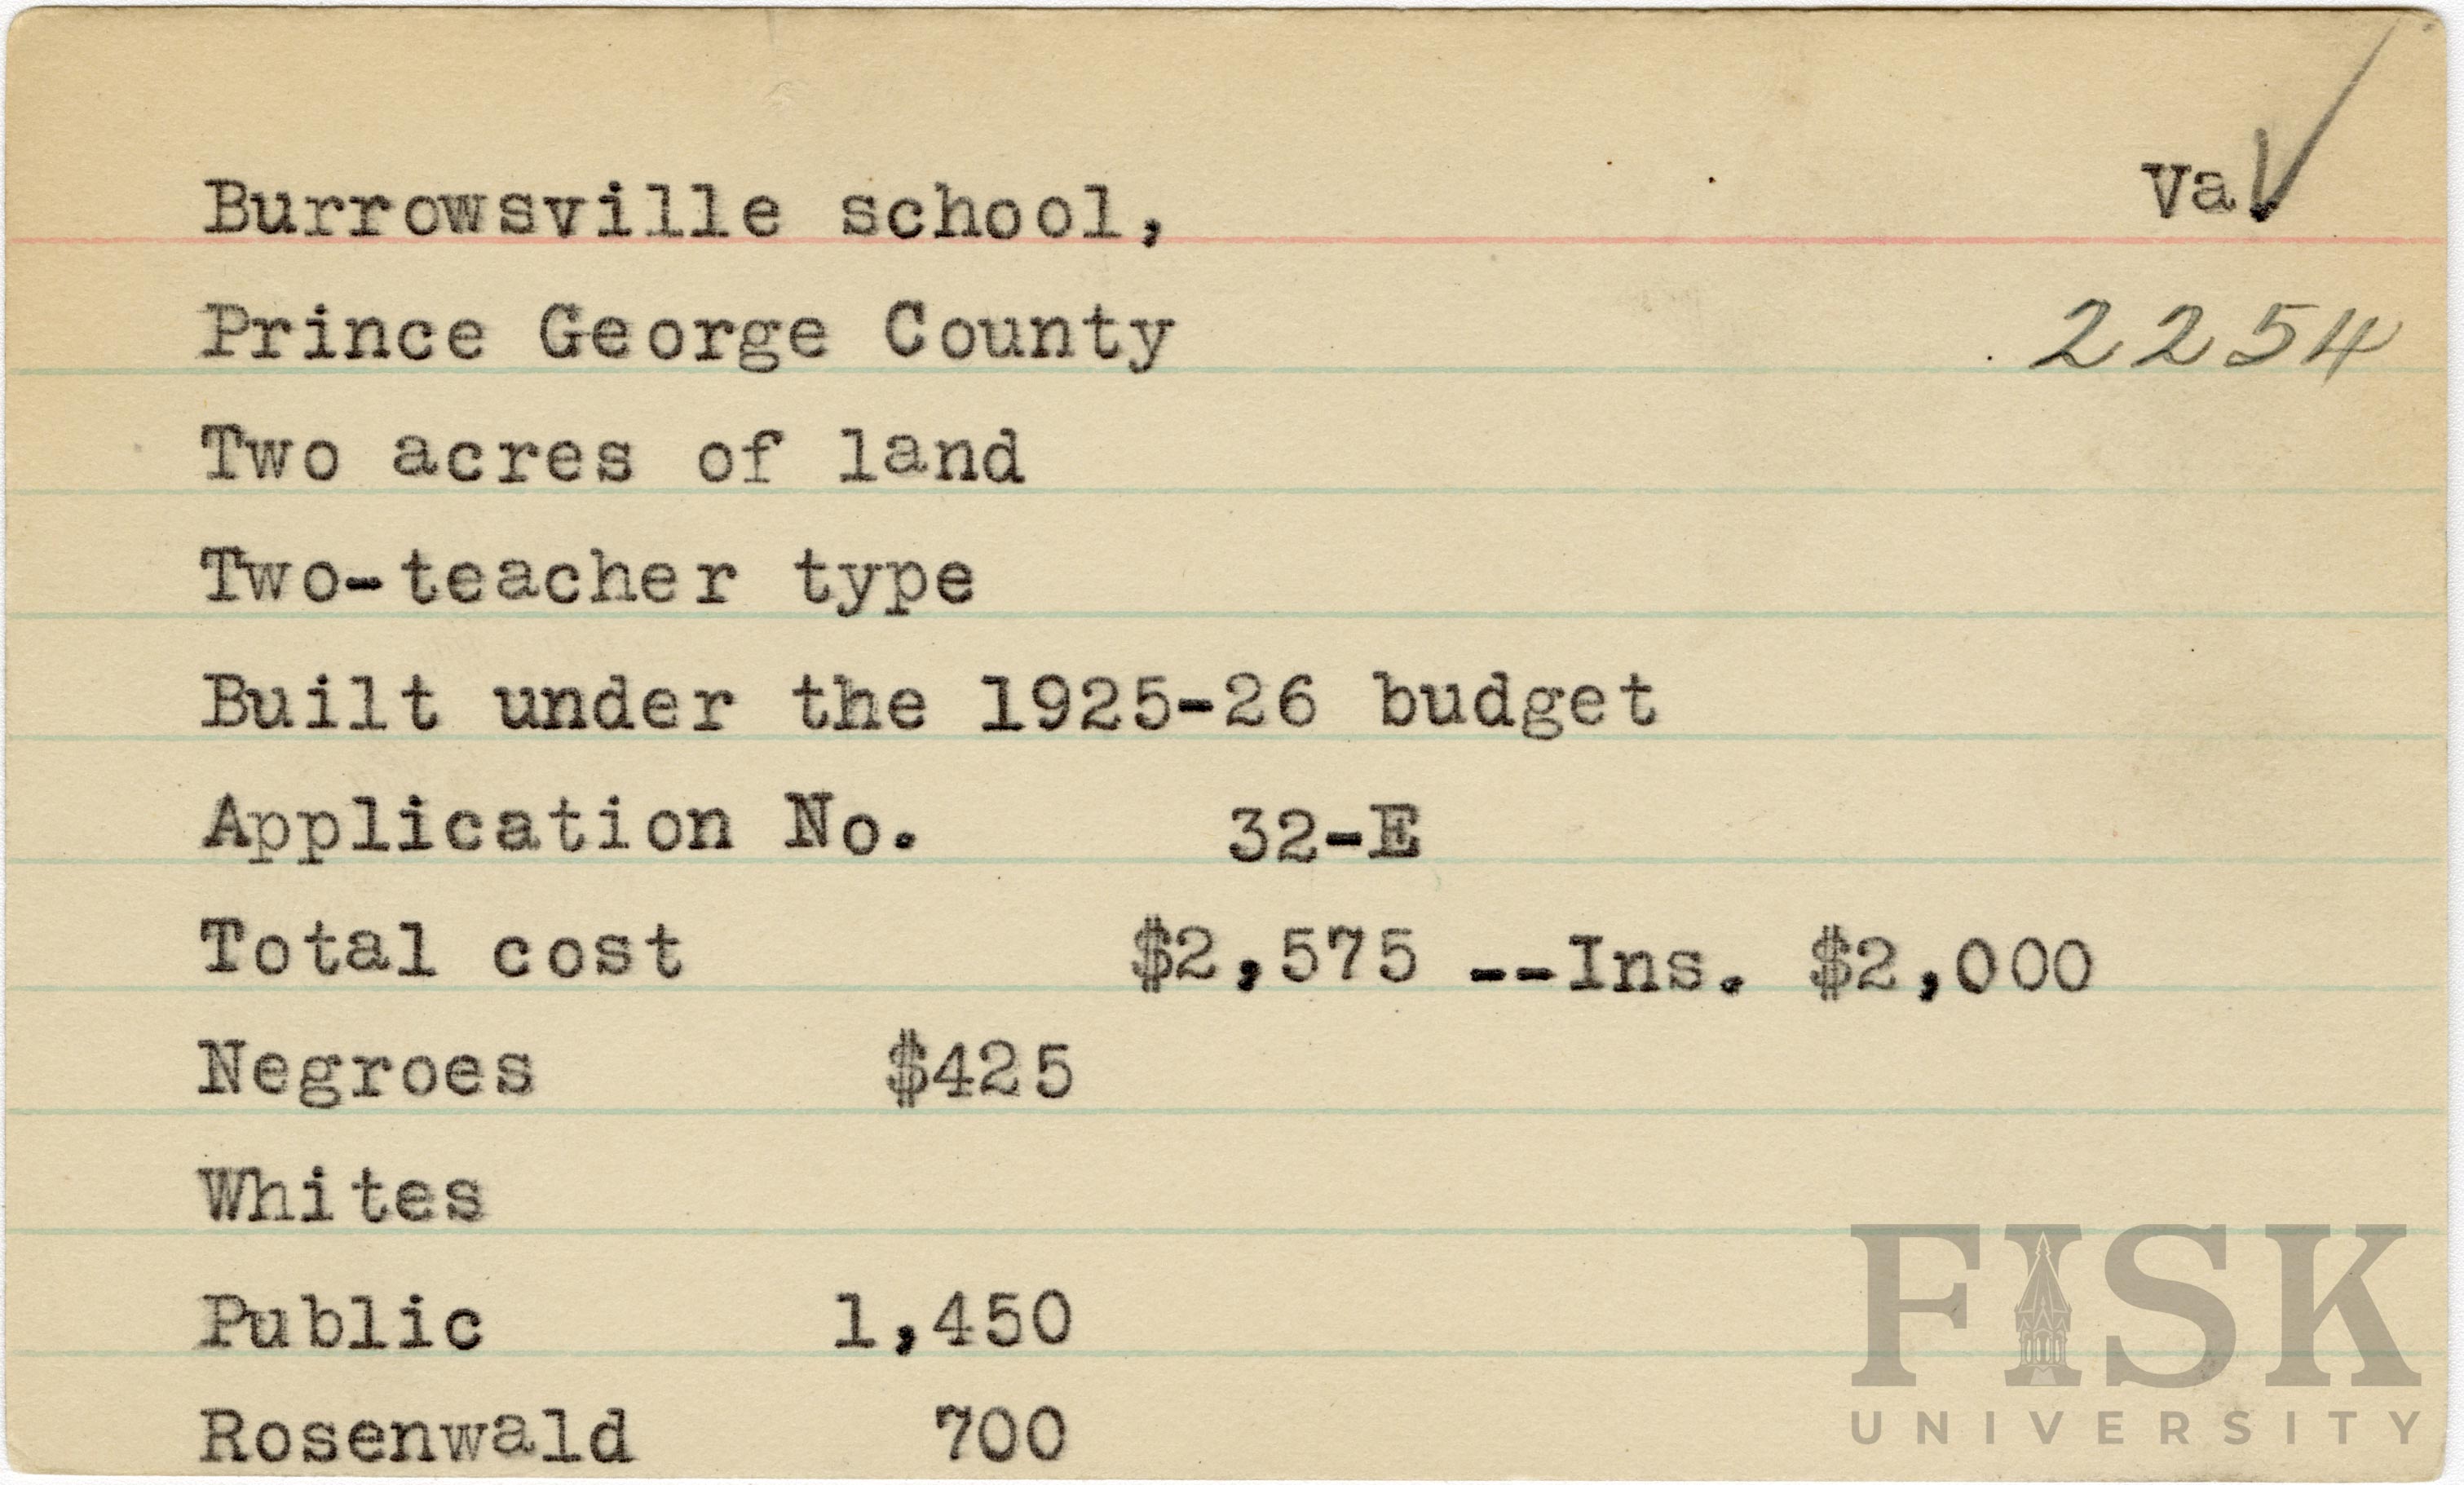 Burrowsville school, Va.
Prince George County 2254
Two acres of land
Two-teacher type
Built under the 1925-26 budget
Application No. 32-E
Total cost $2,575 --Ins. $2,000
Negroes $425
Whites
Public 1,450
Rosenwald 700
FISK
UNIVERSITY